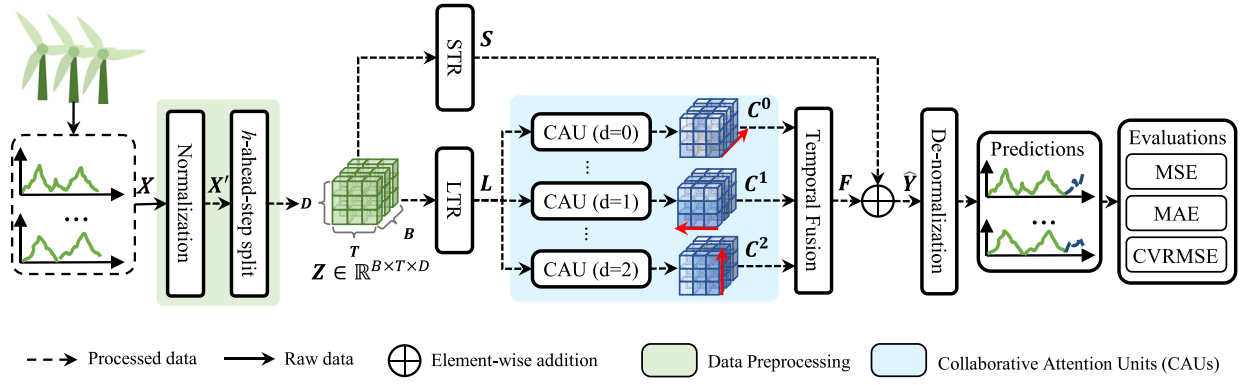 X
Normalization
X′
h-ahead-step split
D
T
B
Z ∈ ℝ^{B×T×D}
STR
S
LTR
L
CAU (d=0)
C⁰
...
CAU (d=1)
C¹
...
CAU (d=2)
C²
Temporal Fusion
F
Ŷ
De-normalization
Predictions
...
Evaluations
MSE
MAE
CVRMSE
...
Processed data
Raw data
Element-wise addition
Data Preprocessing
Collaborative Attention Units (CAUs)